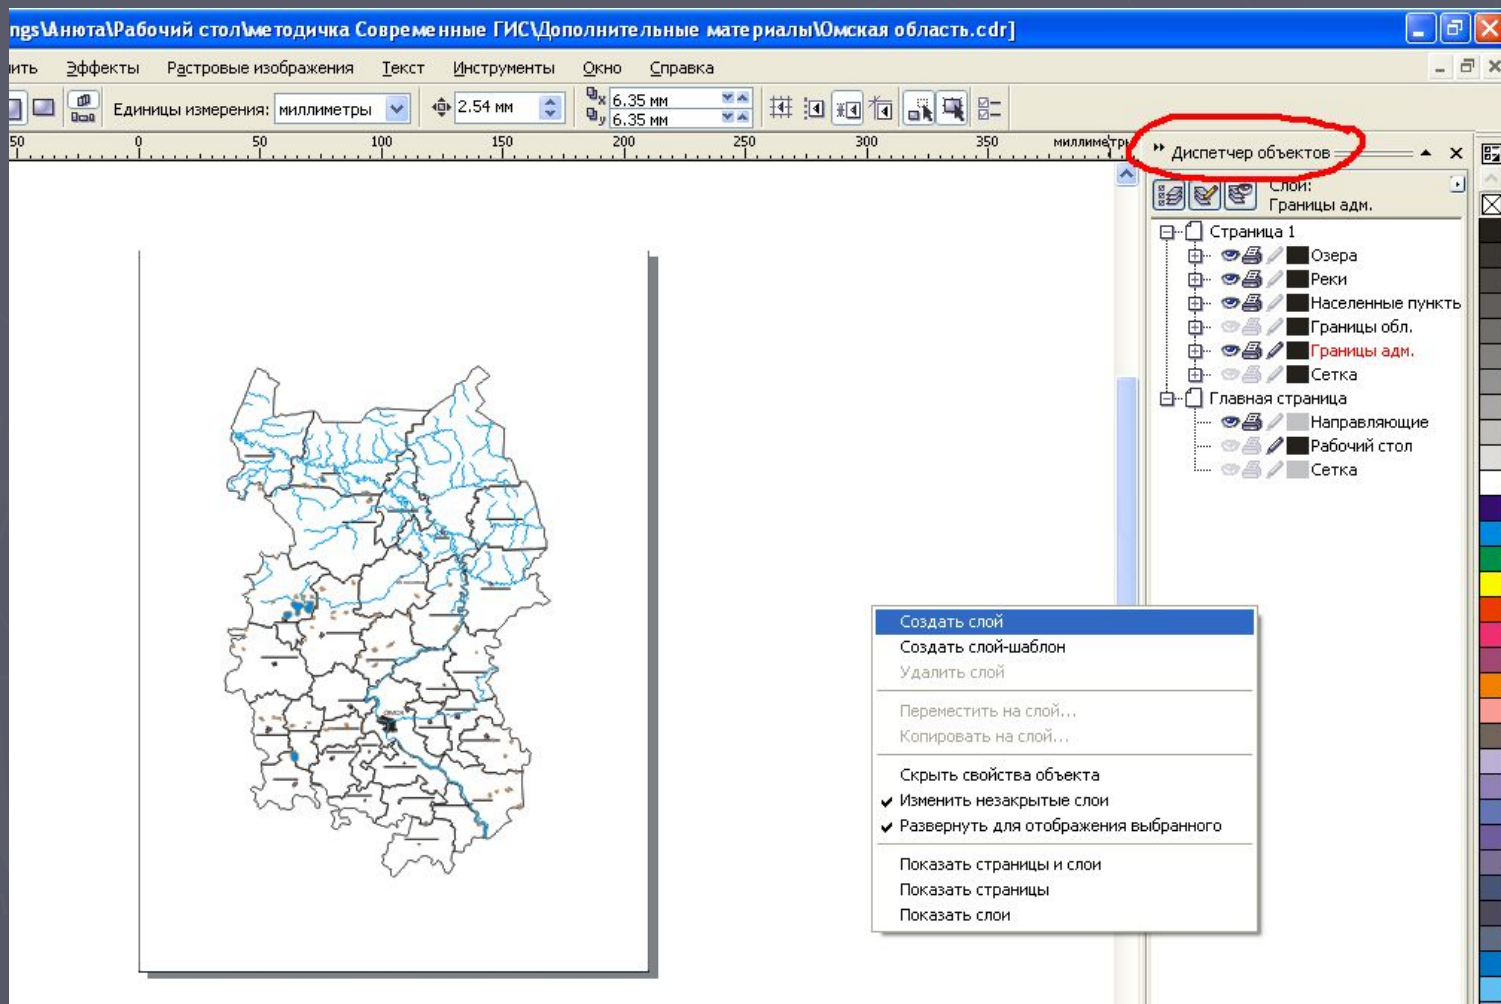 ngs\Анюта\Рабочий стол\методичка Современные ГИС\Дополнительные материалы\Омская область.cdr]
ить Эффекты Растровые изображения Текст Инструменты Окно Справка
Единицы измерения: миллиметры 2.54 мм x 6.35 мм
y 6.35 мм
50 0 50 100 150 200 250 300 350 миллиметры
Диспетчер объектов
Слой:
Границы адм.
Страница 1
Озера
Реки
Населенные пункть
Границы обл.
Границы адм.
Сетка
Главная страница
Направляющие
Рабочий стол
Сетка
ОМСК
Создать слой
Создать слой-шаблон
Удалить слой
Переместить на слой...
Копировать на слой...
Скрыть свойства объекта
Изменить незакрытые слои
Развернуть для отображения выбранного
Показать страницы и слои
Показать страницы
Показать слои